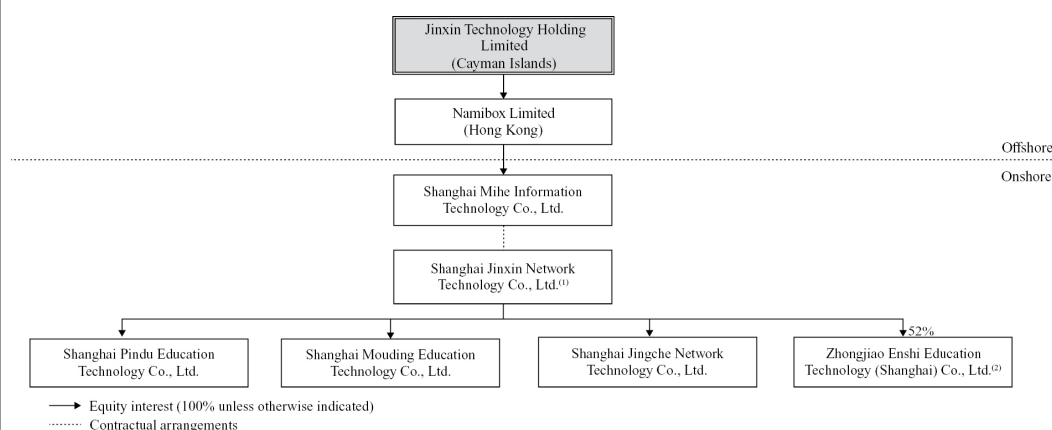 Jinxin Technology Holding
Limited
(Cayman Islands)
Namibox Limited
(Hong Kong)
Offshore
Onshore
Shanghai Mihe Information
Technology Co., Ltd.
Shanghai Jinxin Network
Technology Co., Ltd.(1)
52%
Shanghai Pindu Education
Technology Co., Ltd.
Shanghai Mouding Education
Technology Co., Ltd.
Shanghai Jingche Network
Technology Co., Ltd.
Zhongjiao Enshi Education
Technology (Shanghai) Co., Ltd.(2)
Equity interest (100% unless otherwise indicated)
Contractual arrangements